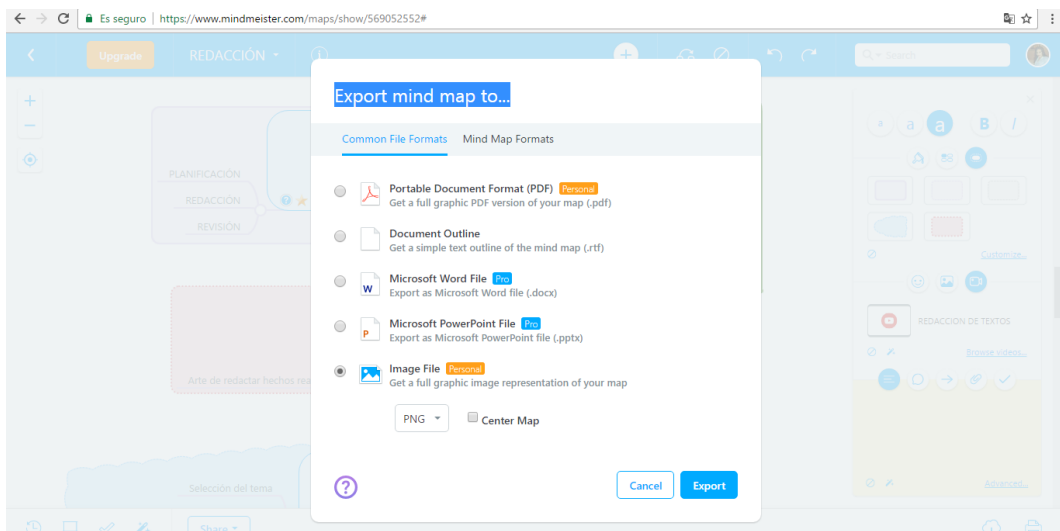 Es seguro | https://www.mindmeister.com/maps/show/569052552#
Upgrade REDACCIÓN Search
Export mind map to...
Common File Formats Mind Map Formats
Portable Document Format (PDF) Personal
Get a full graphic PDF version of your map (.pdf)
Document Outline
Get a simple text outline of the mind map (.rtf)
Microsoft Word File Pro
Export as Microsoft Word file (.docx)
Microsoft PowerPoint File Pro
Export as Microsoft PowerPoint file (.pptx)
Image File Personal
Get a full graphic image representation of your map
PNG Center Map
Cancel Export
PLANIFICACIÓN
REDACCIÓN
REVISIÓN
Arte de redactar hechos rea
Selección del tema
Share
a a a B I
Customize...
REDACCION DE TEXTOS
Browse videos...
Advanced...